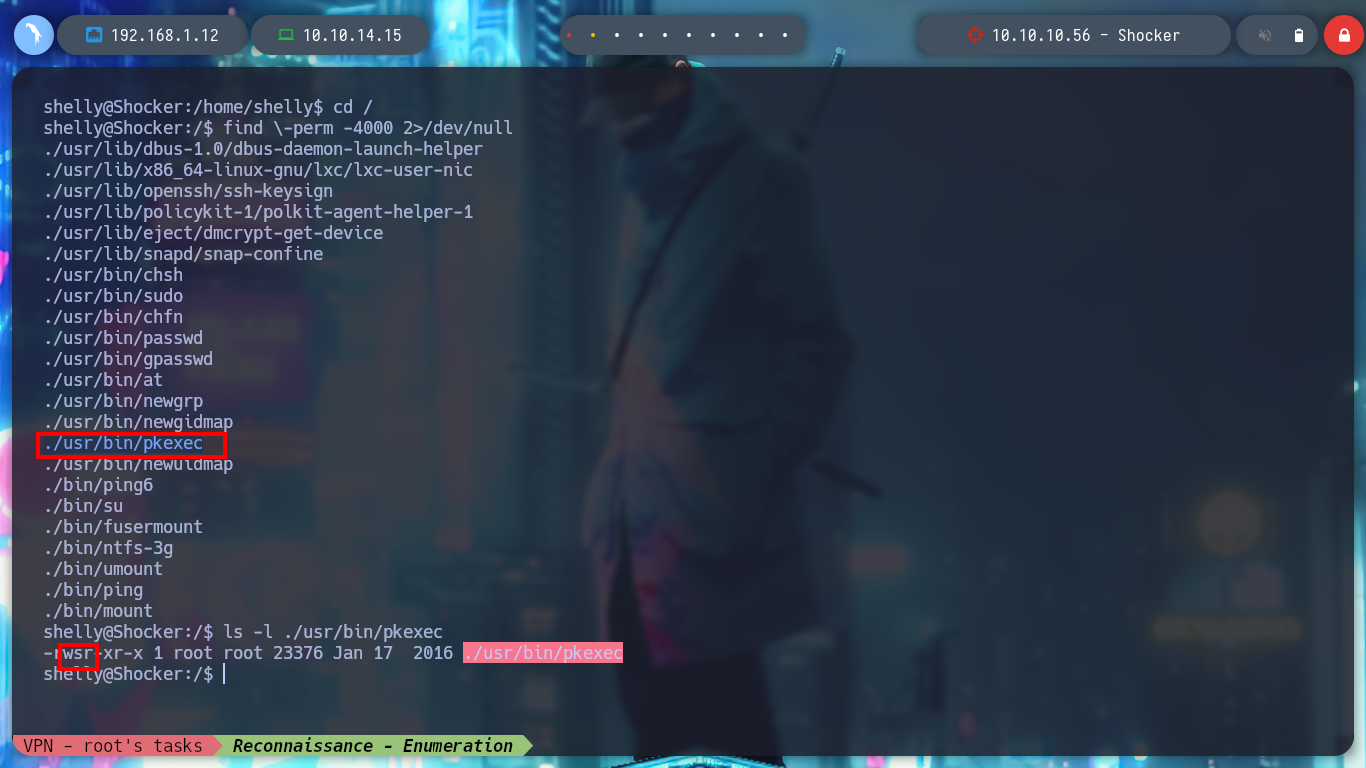 192.168.1.12
10.10.14.15
10.10.10.56 - Shocker
shelly@Shocker:/home/shelly$ cd /
shelly@Shocker:/$ find \-perm -4000 2>/dev/null
./usr/lib/dbus-1.0/dbus-daemon-launch-helper
./usr/lib/x86_64-linux-gnu/lxc/lxc-user-nic
./usr/lib/openssh/ssh-keysign
./usr/lib/policykit-1/polkit-agent-helper-1
./usr/lib/eject/dmcrypt-get-device
./usr/lib/snapd/snap-confine
./usr/bin/chsh
./usr/bin/sudo
./usr/bin/chfn
./usr/bin/passwd
./usr/bin/gpasswd
./usr/bin/at
./usr/bin/newgrp
./usr/bin/newgidmap
./usr/bin/pkexec
./usr/bin/newuidmap
./bin/ping6
./bin/su
./bin/fusermount
./bin/ntfs-3g
./bin/umount
./bin/ping
./bin/mount
shelly@Shocker:/$ ls -l ./usr/bin/pkexec
-rwsr-xr-x 1 root root 23376 Jan 17  2016 ./usr/bin/pkexec
shelly@Shocker:/$
VPN - root's tasks Reconnaissance - Enumeration